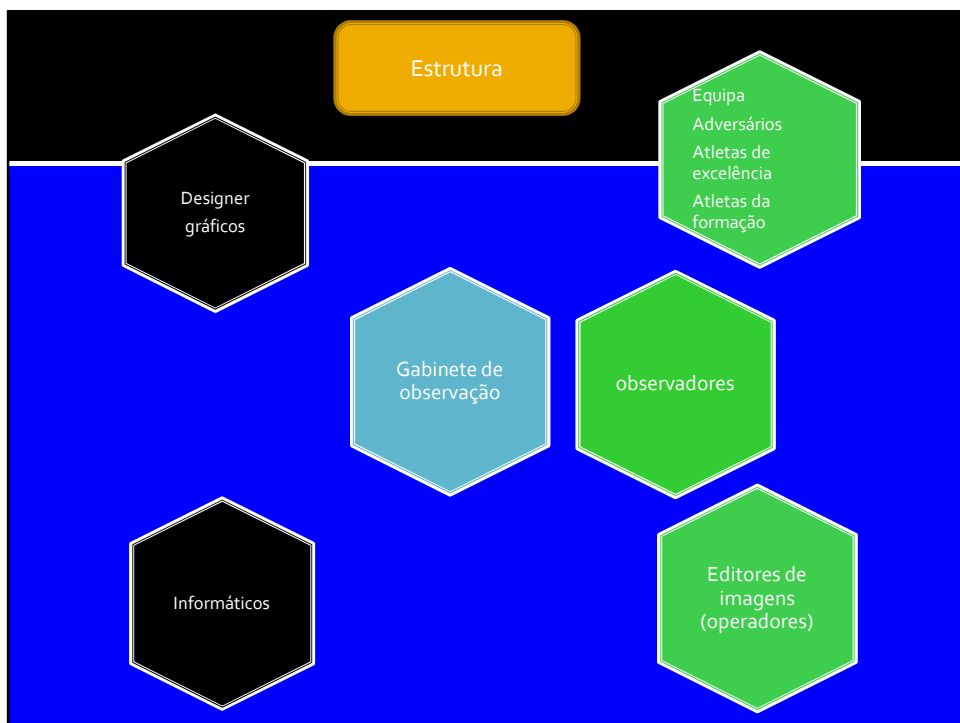 Estrutura
Equipa
Adversários
Atletas de
excelência
Atletas da
formação
Designer
gráficos
Gabinete de
observação
observadores
Informáticos
Editores de
imagens
(operadores)